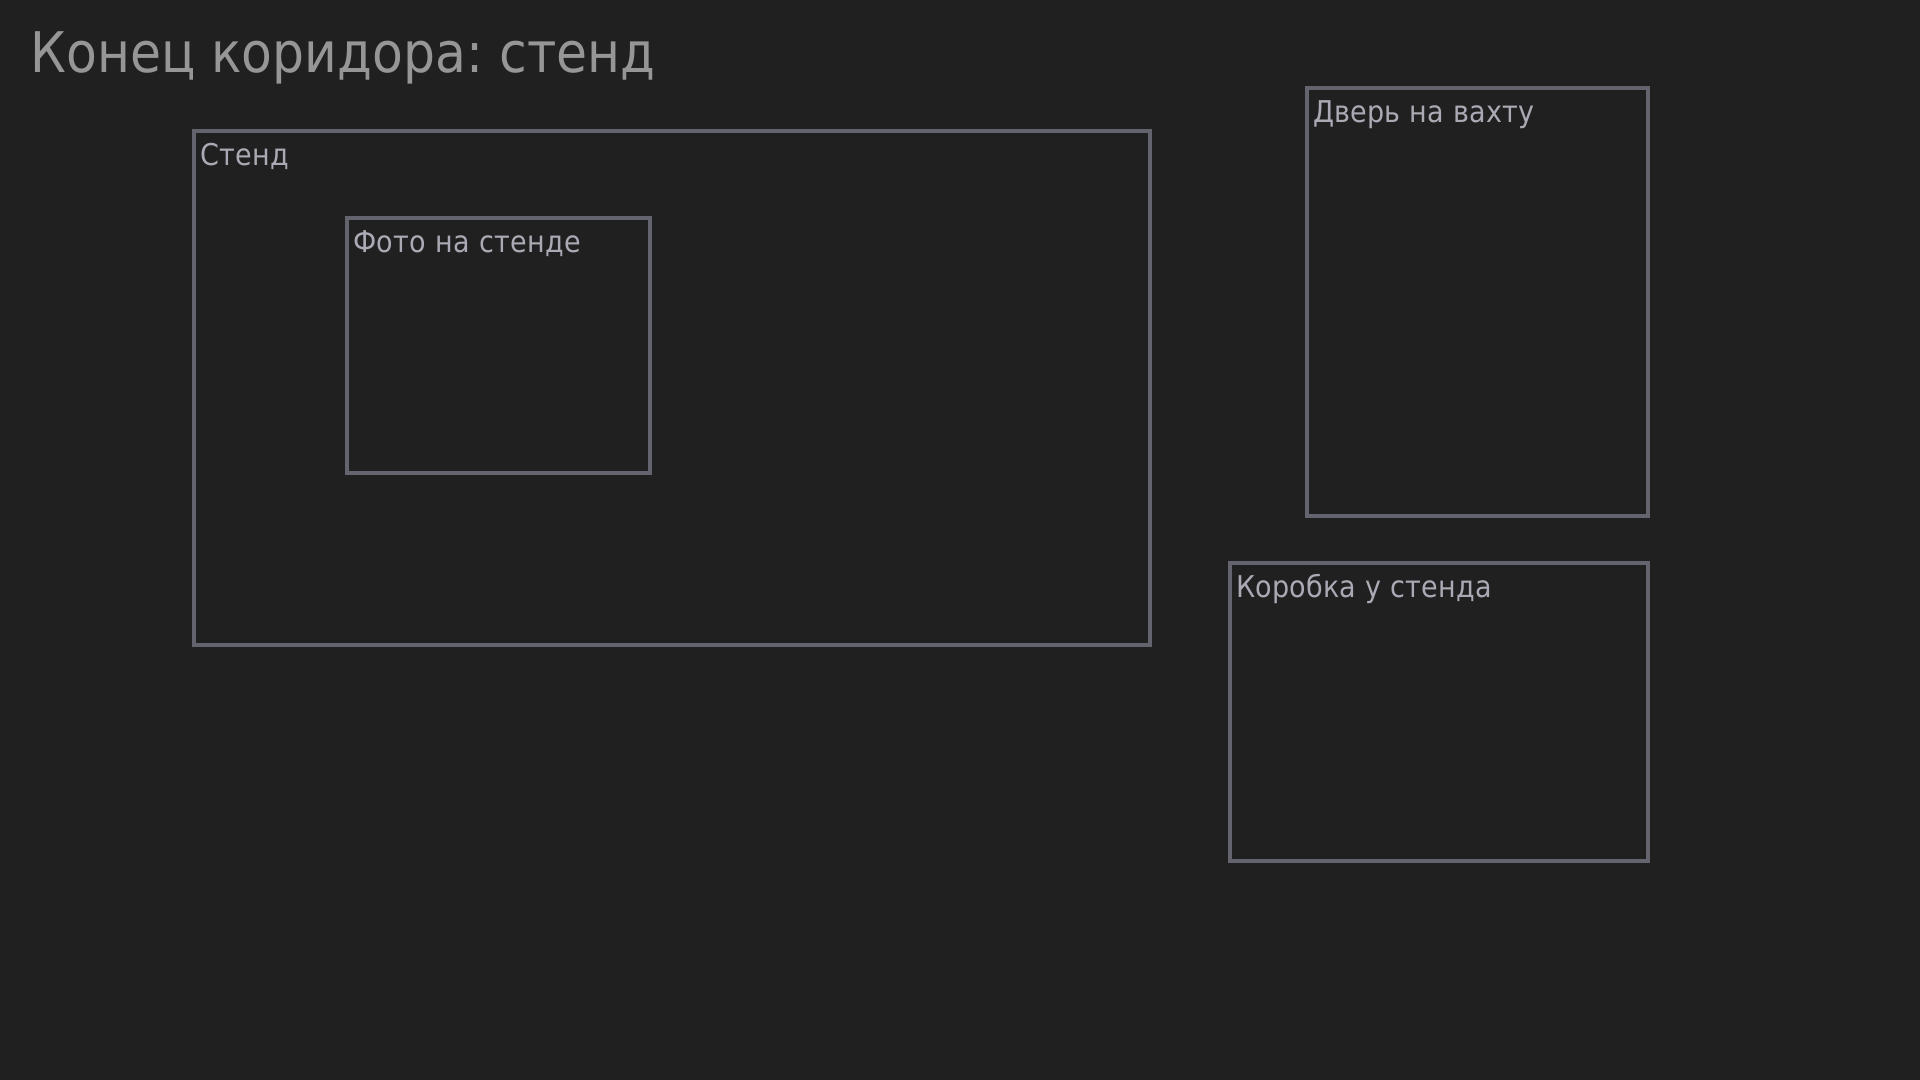 Конец коридора: стенд
Дверь на вахту
Стенд
Фото на стенде
Коробка у стенда